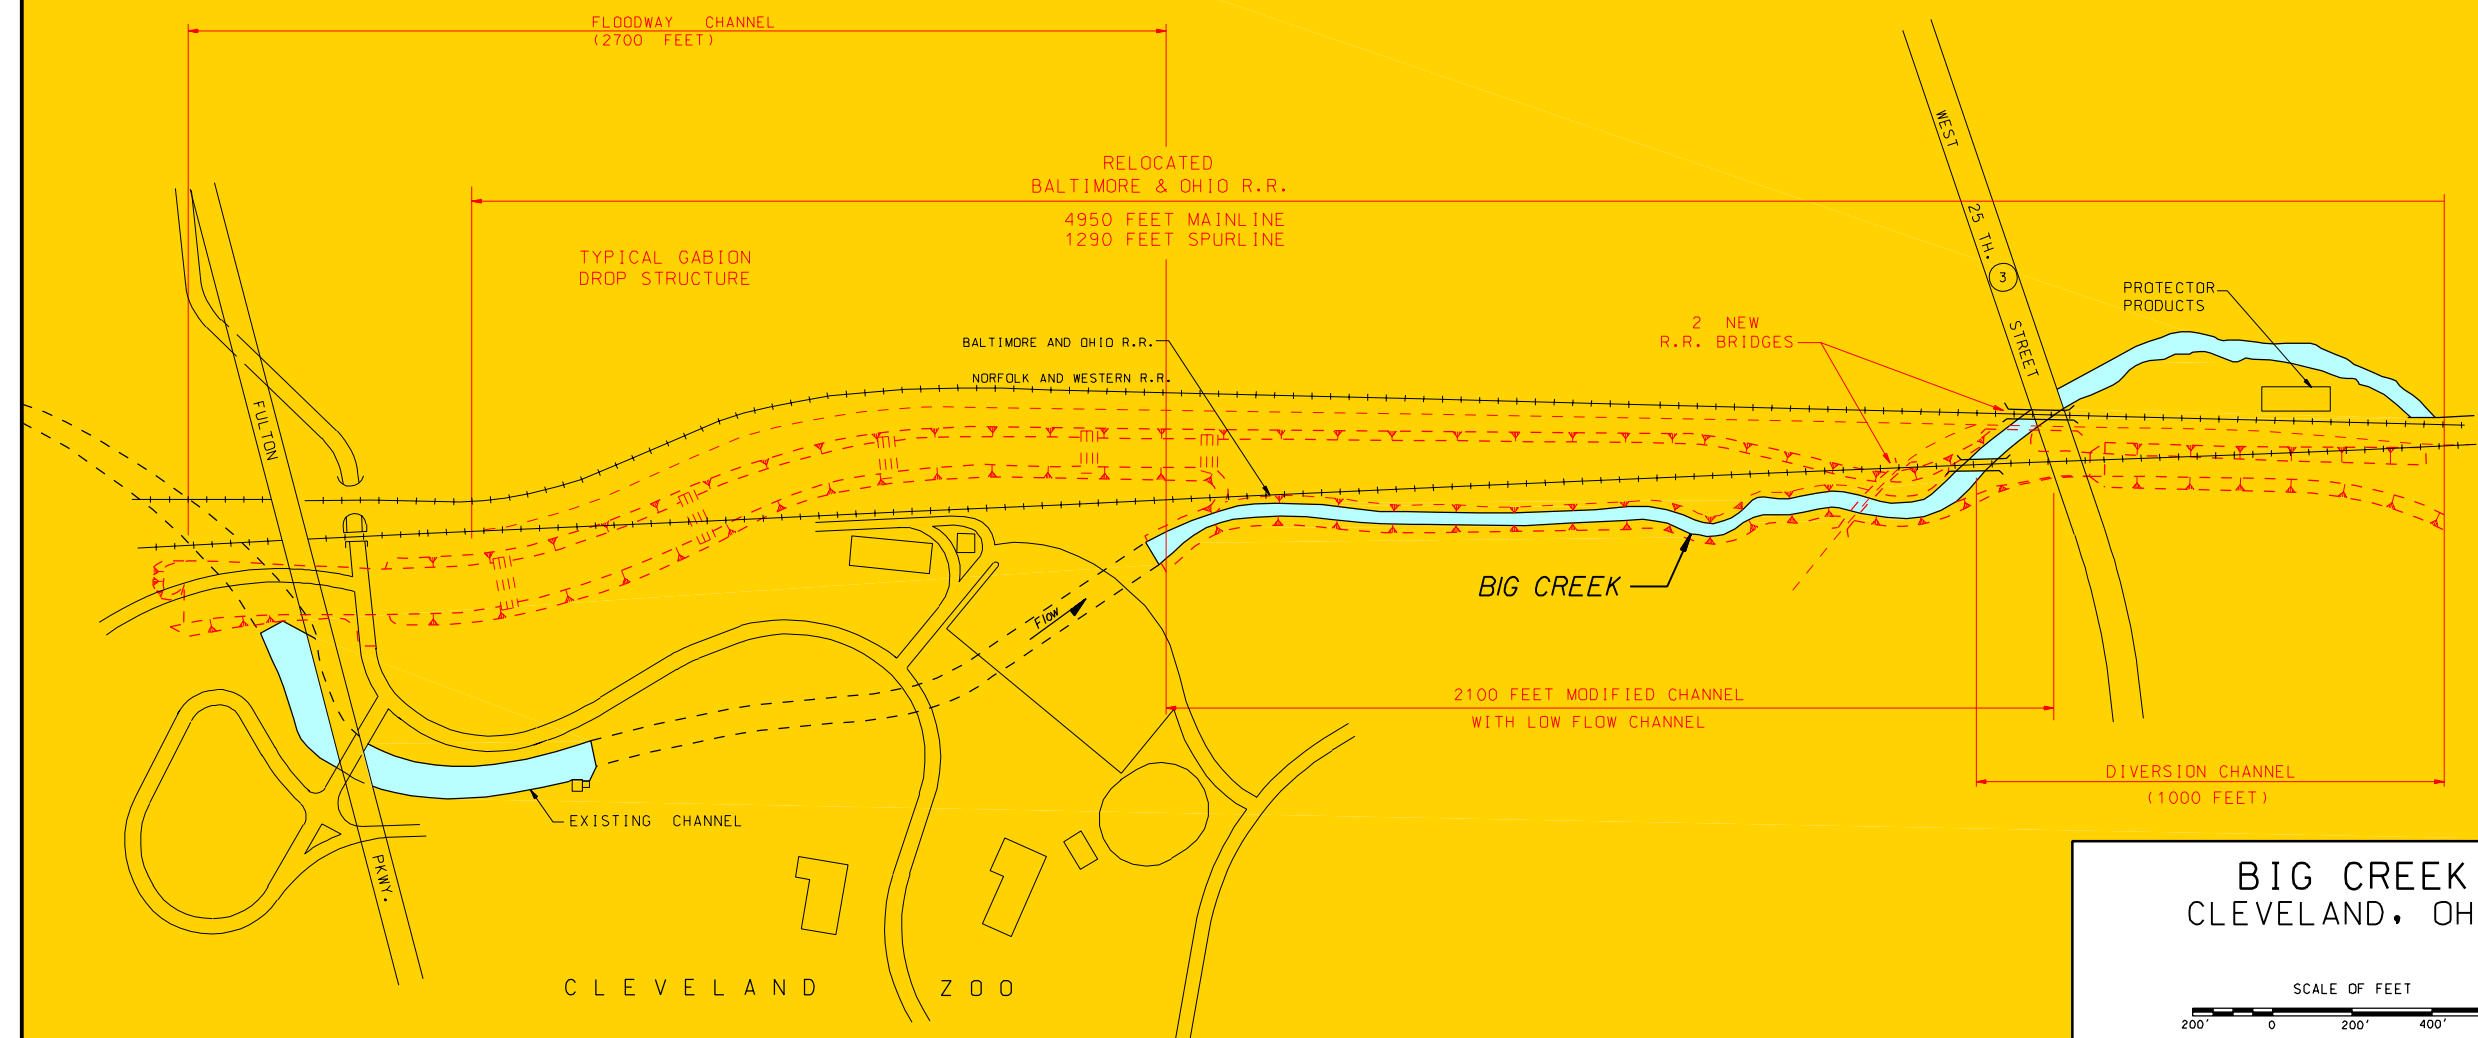 FLOODWAY CHANNEL
(2700 FEET)
RELOCATED
BALTIMORE & OHIO R.R.
4950 FEET MAINLINE
1290 FEET SPURLINE
TYPICAL GABION
DROP STRUCTURE
WEST 25 TH. STREET
3
PROTECTOR
PRODUCTS
2 NEW
R.R. BRIDGES
BALTIMORE AND OHIO R.R.
NORFOLK AND WESTERN R.R.
FULTON PKWY.
BIG CREEK
Flow
2100 FEET MODIFIED CHANNEL
WITH LOW FLOW CHANNEL
DIVERSION CHANNEL
(1000 FEET)
EXISTING CHANNEL
CLEVELAND ZOO
BIG CREEK
CLEVELAND, OH
SCALE OF FEET
200' 0 200' 400'